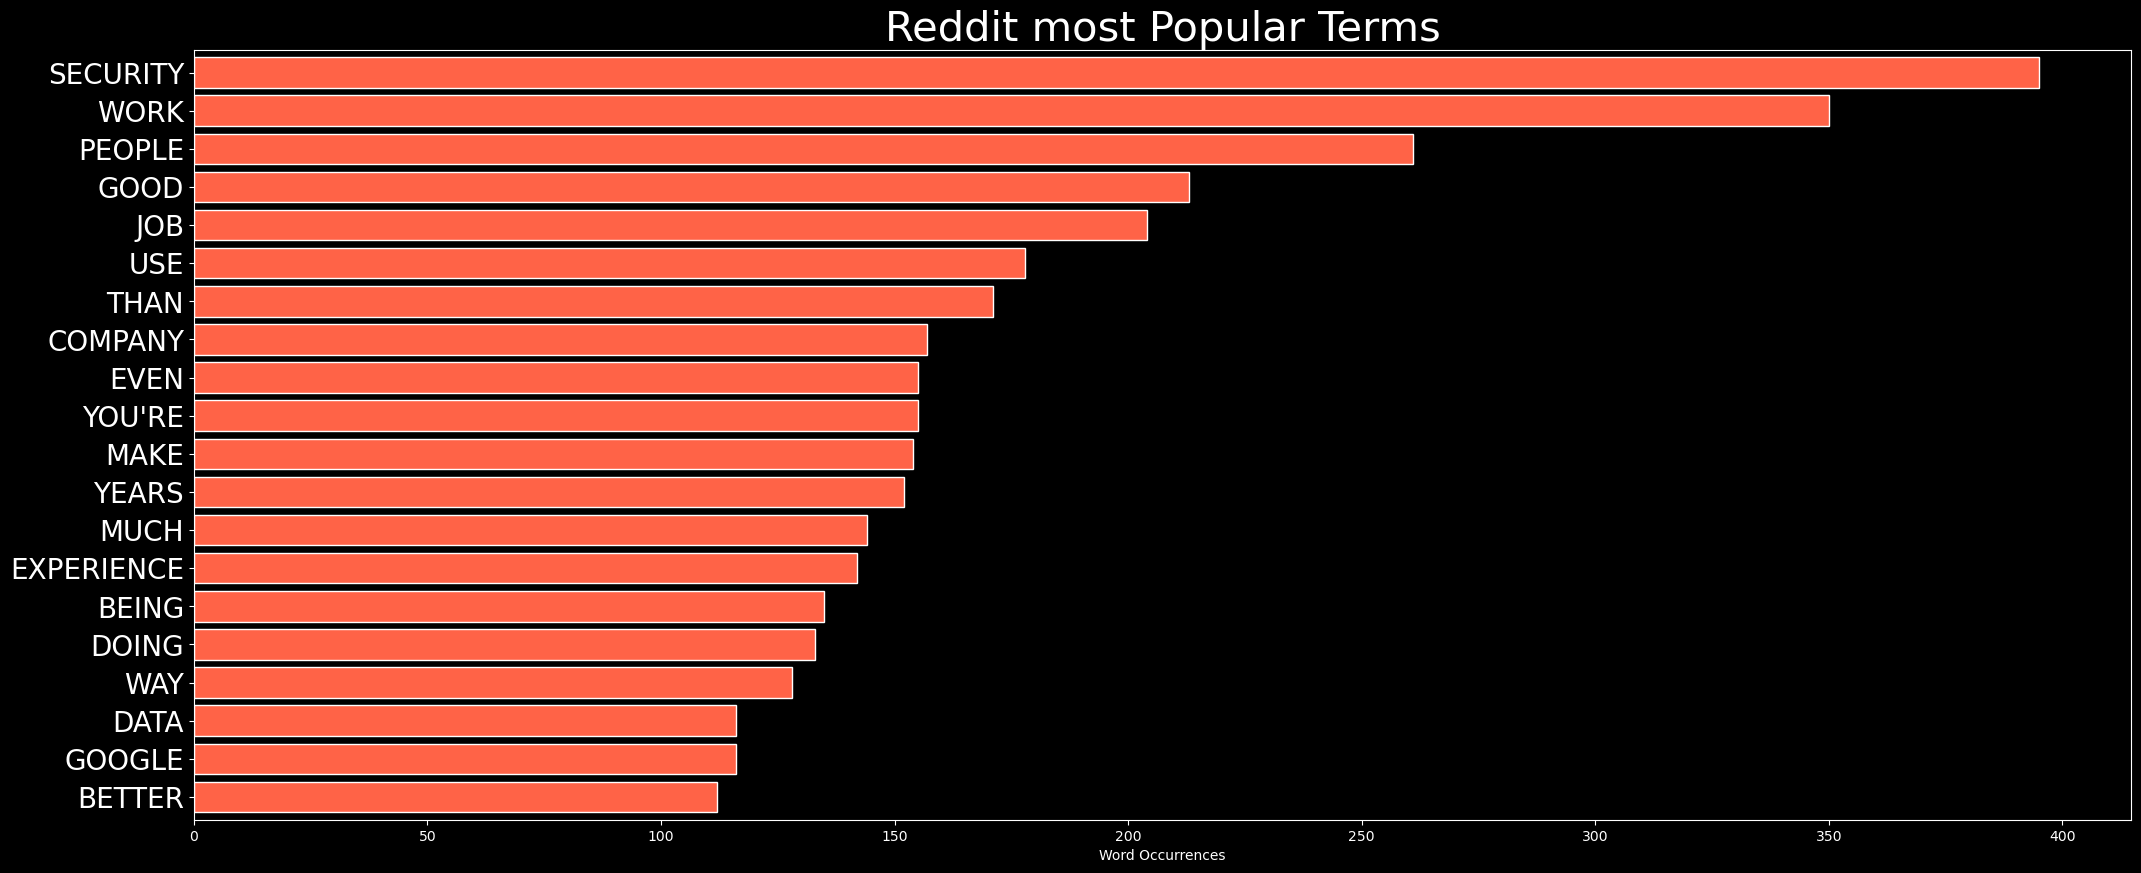 Reddit most Popular Terms
SECURITY
WORK
PEOPLE
GOOD
JOB
USE
THAN
COMPANY
EVEN
YOU'RE
MAKE
YEARS
MUCH
EXPERIENCE
BEING
DOING
WAY
DATA
GOOGLE
BETTER
0 50 100 150 200 250 300 350 400
Word Occurrences